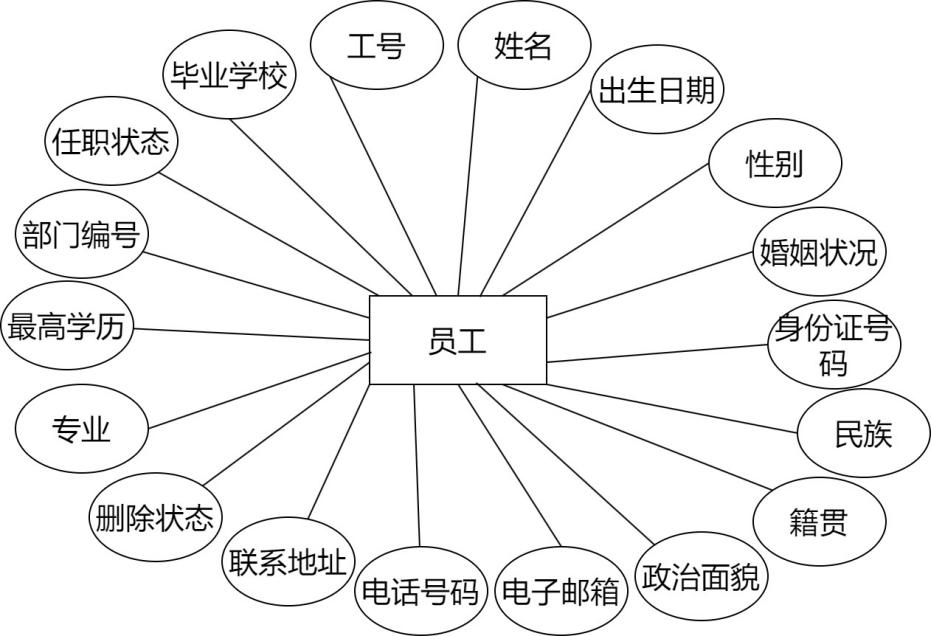 工号
姓名
毕业学校
出生日期
任职状态
性别
部门编号
婚姻状况
最高学历
员工
身份证号
码
专业
民族
删除状态
籍贯
联系地址
电话号码
电子邮箱
政治面貌